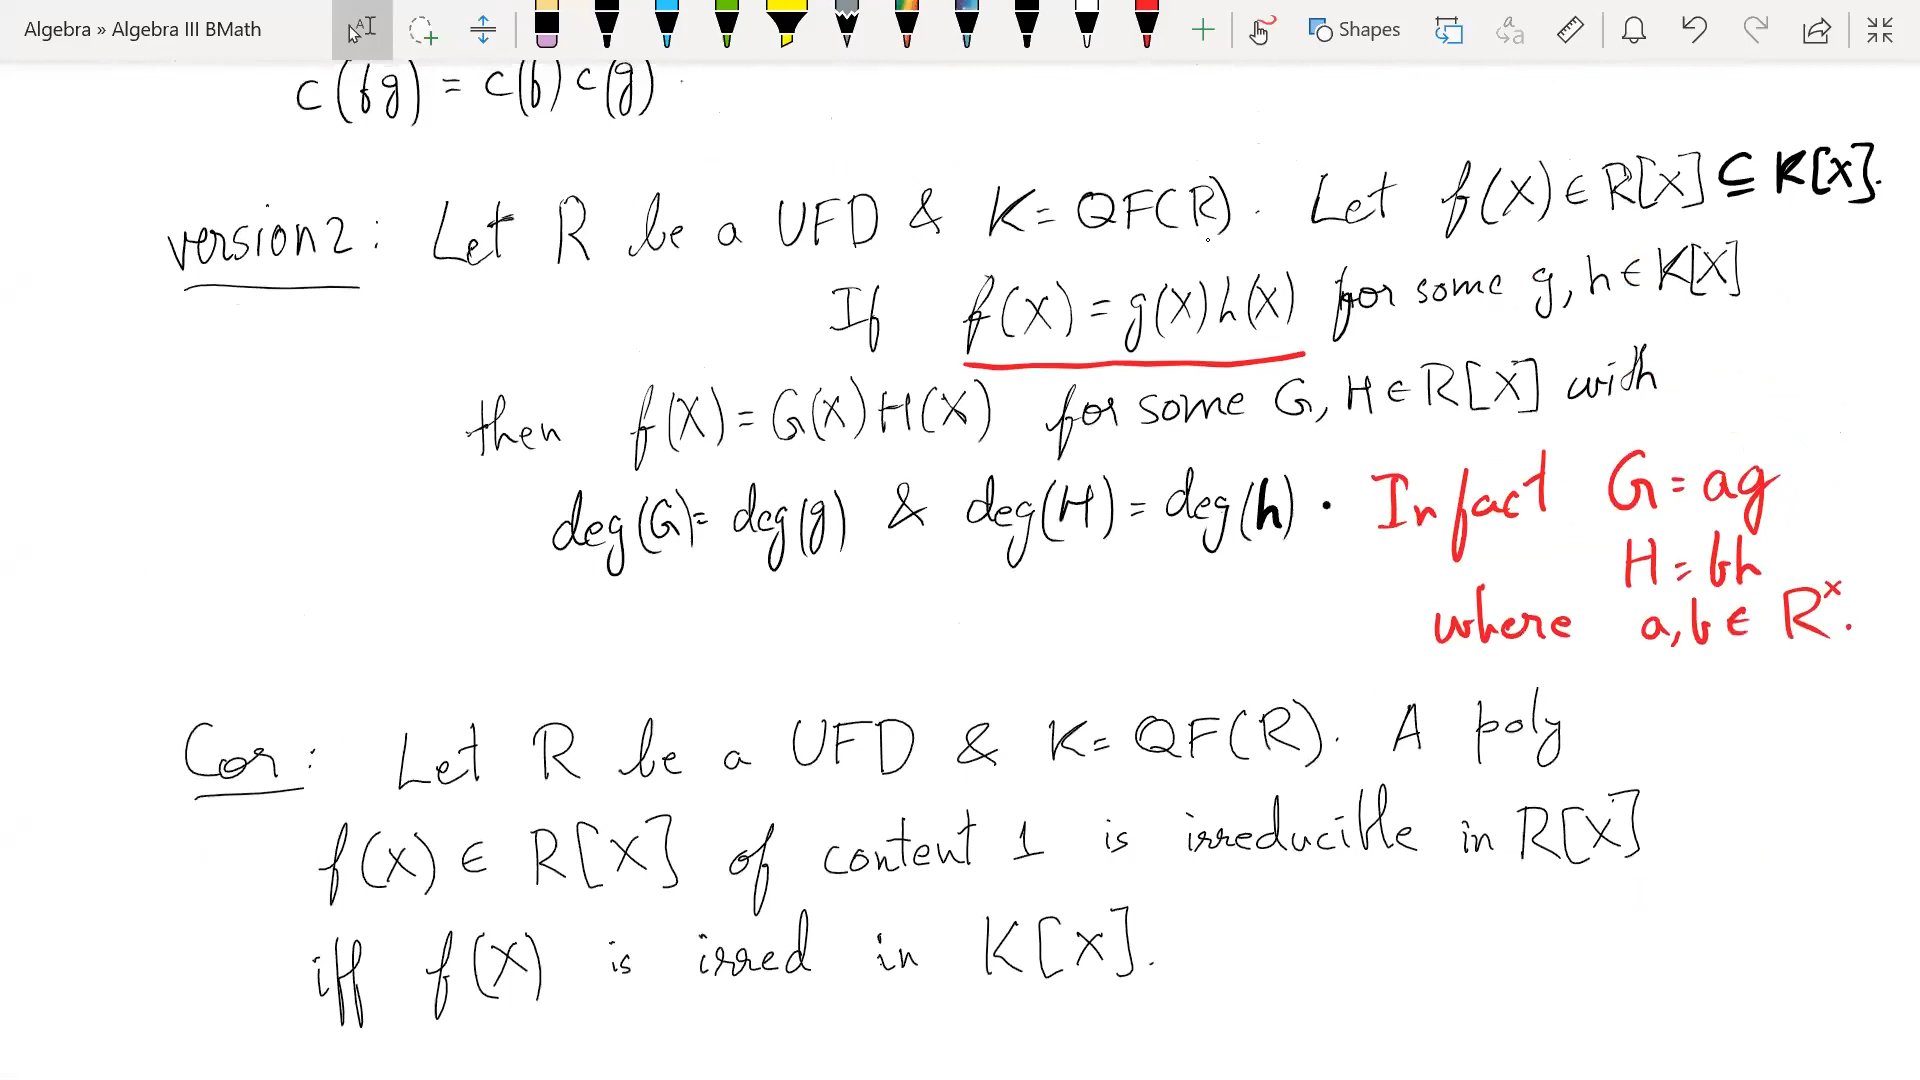 Algebra » Algebra III BMath
Shapes
c(fg) = c(f) c(g)
version 2: Let R be a UFD & K = QF(R). Let f(X) ∈ R[X] ⊆ K[X].
If f(X) = g(X)h(X) for some g, h ∈ K[X]
then f(X) = G(X)H(X) for some G, H ∈ R[X] with
deg(G) = deg(g) & deg(H) = deg(h). In fact G = ag
H = bh
where a, b ∈ R^x.
Cor: Let R be a UFD & K = QF(R). A poly
f(X) ∈ R[X] of content 1 is irreducible in R[X]
iff f(X) is irred in K[X].